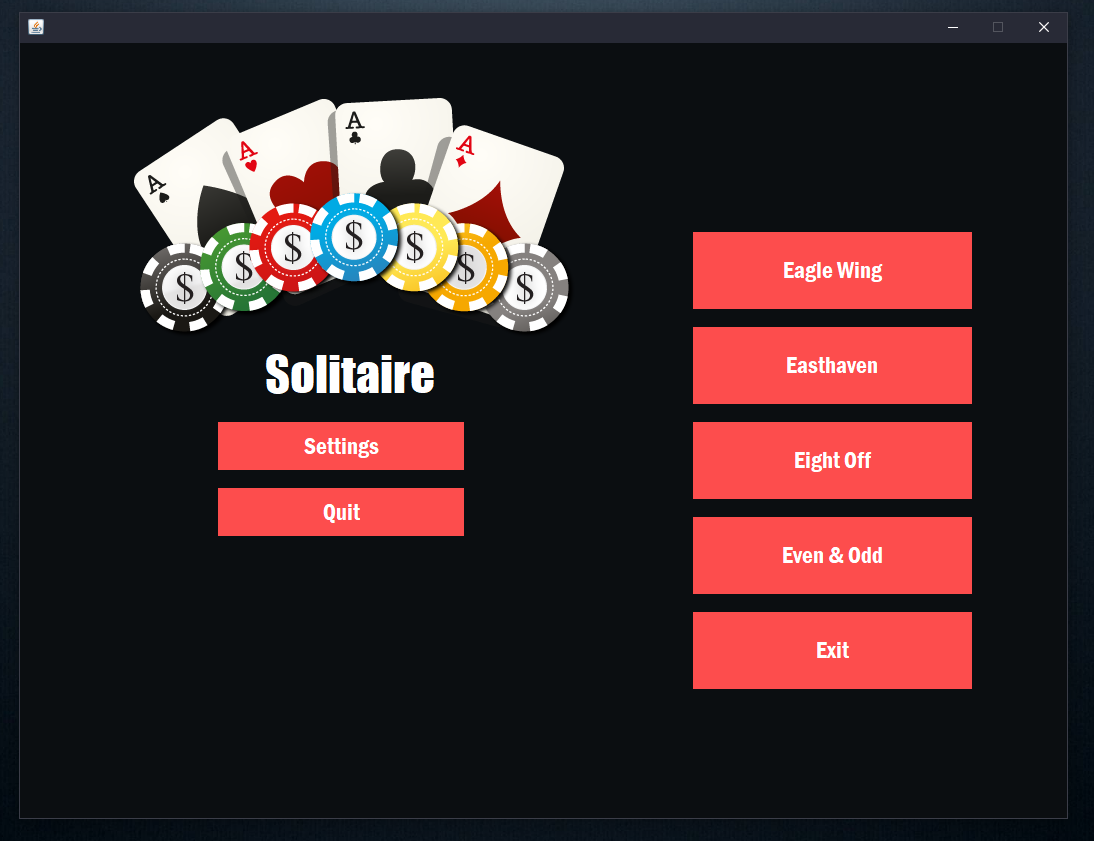 A
A
A
A
$
$
$
$
$
$
$
Solitaire
Settings
Quit
Eagle Wing
Easthaven
Eight Off
Even & Odd
Exit